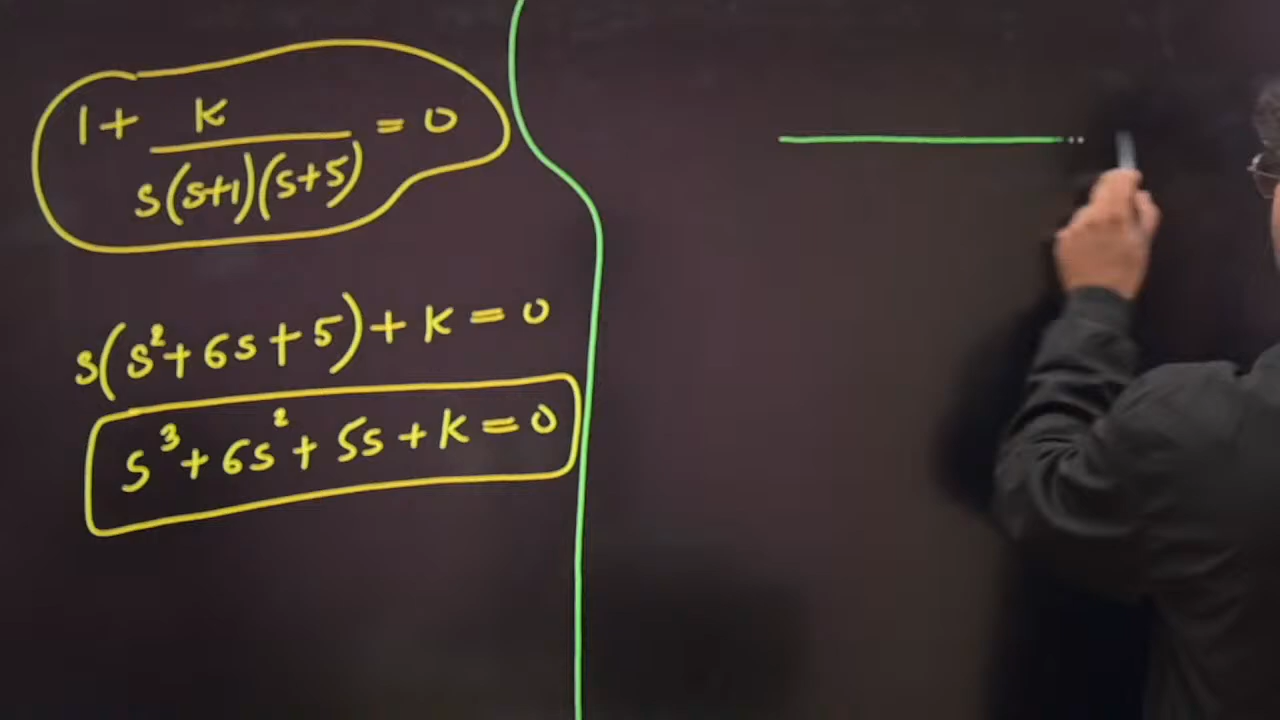 1 + K / s(s+1)(s+5) = 0
s(s² + 6s + 5) + K = 0
s³ + 6s² + 5s + K = 0